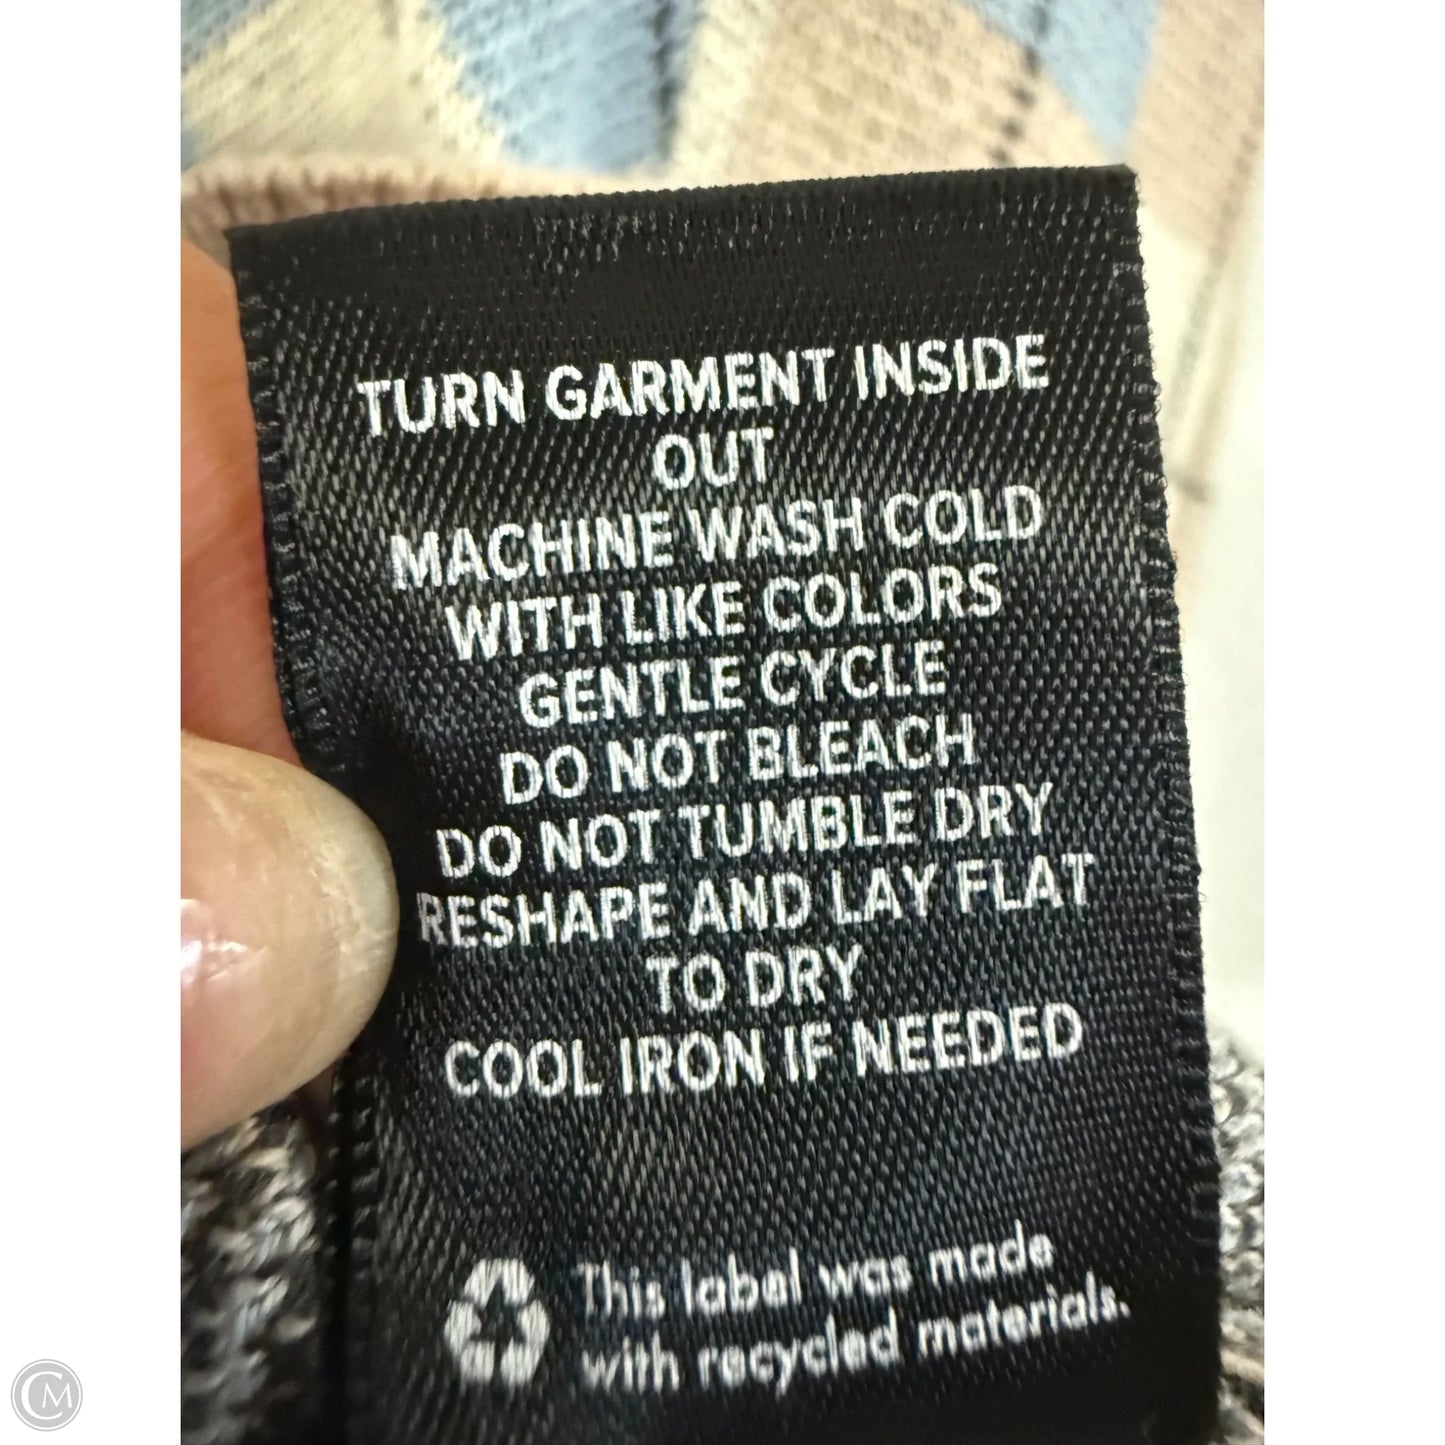 TURN GARMENT INSIDE
OUT
MACHINE WASH COLD
WITH LIKE COLORS
GENTLE CYCLE
DO NOT BLEACH
DO NOT TUMBLE DRY
RESHAPE AND LAY FLAT
TO DRY
COOL IRON IF NEEDED
This label was made
with recycled materials.
CM